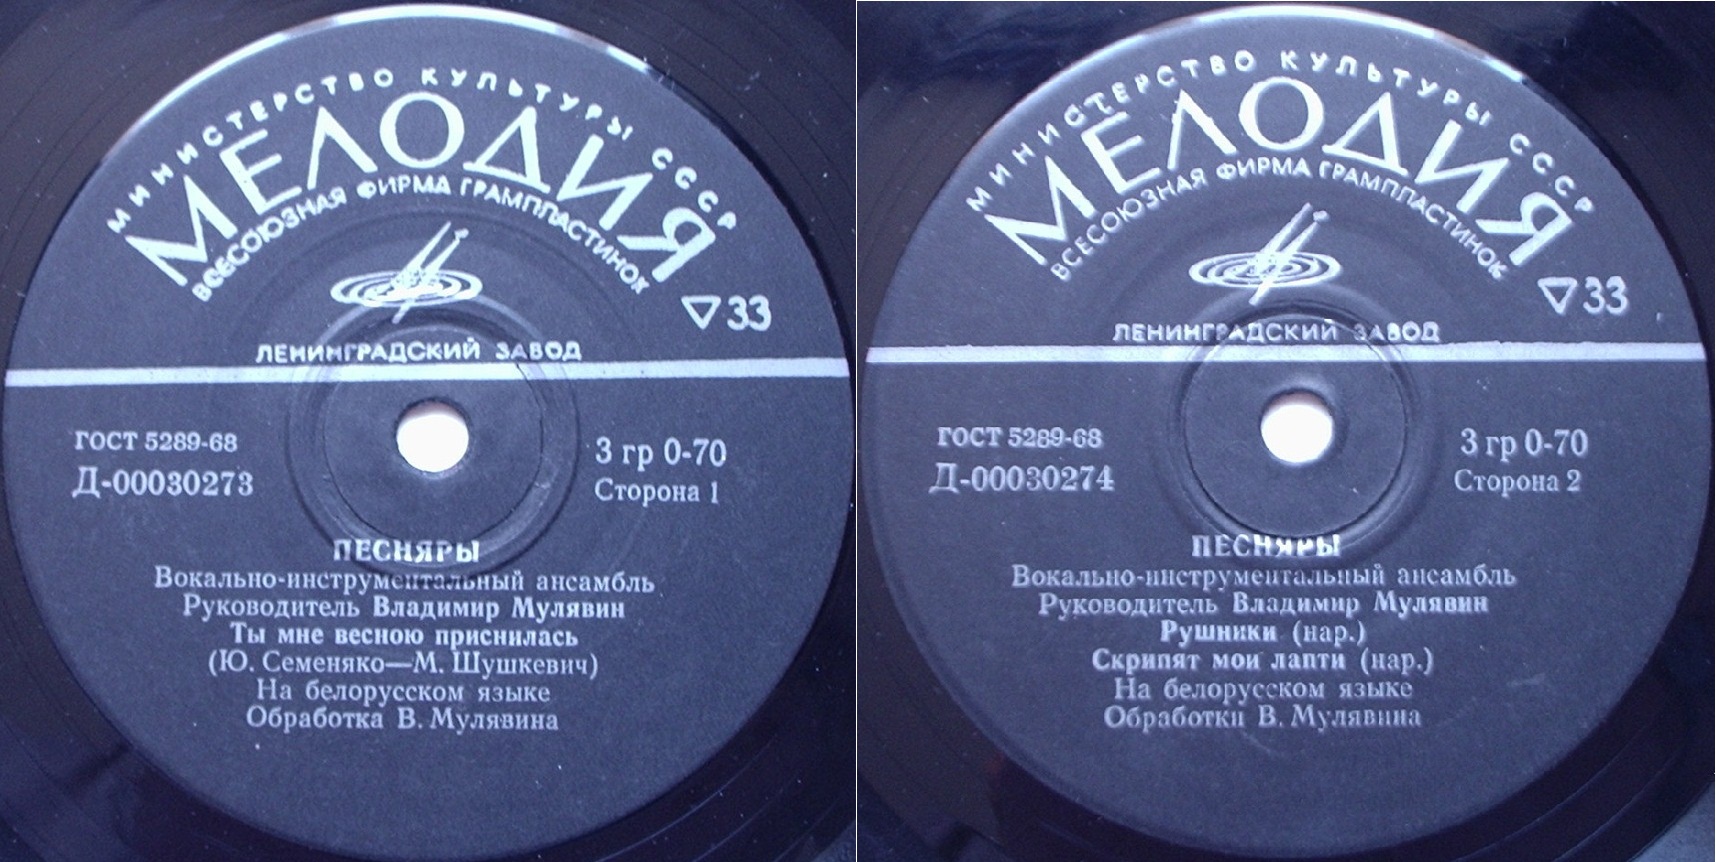 МИНИСТЕРСТВО КУЛЬТУРЫ СССР
МЕЛОДИЯ
ВСЕСОЮЗНАЯ ФИРМА ГРАМПЛАСТИНОК
33
ЛЕНИНГРАДСКИЙ ЗАВОД
ГОСТ 5289-68
Д-00030273
3 гр 0-70
Сторона 1
ПЕСНЯРЫ
Вокально-инструментальный ансамбль
Руководитель Владимир Мулявин
Ты мне весною приснилась
(Ю. Семеняко—М. Шушкевич)
На белорусском языке
Обработка В. Мулявина
МИНИСТЕРСТВО КУЛЬТУРЫ СССР
МЕЛОДИЯ
ВСЕСОЮЗНАЯ ФИРМА ГРАМПЛАСТИНОК
33
ЛЕНИНГРАДСКИЙ ЗАВОД
ГОСТ 5289-68
Д-00030274
3 гр 0-70
Сторона 2
ПЕСНЯРЫ
Вокально-инструментальный ансамбль
Руководитель Владимир Мулявин
Рушники (нар.)
Скрипят мои лапти (нар.)
На белорусском языке
Обработки В. Мулявина